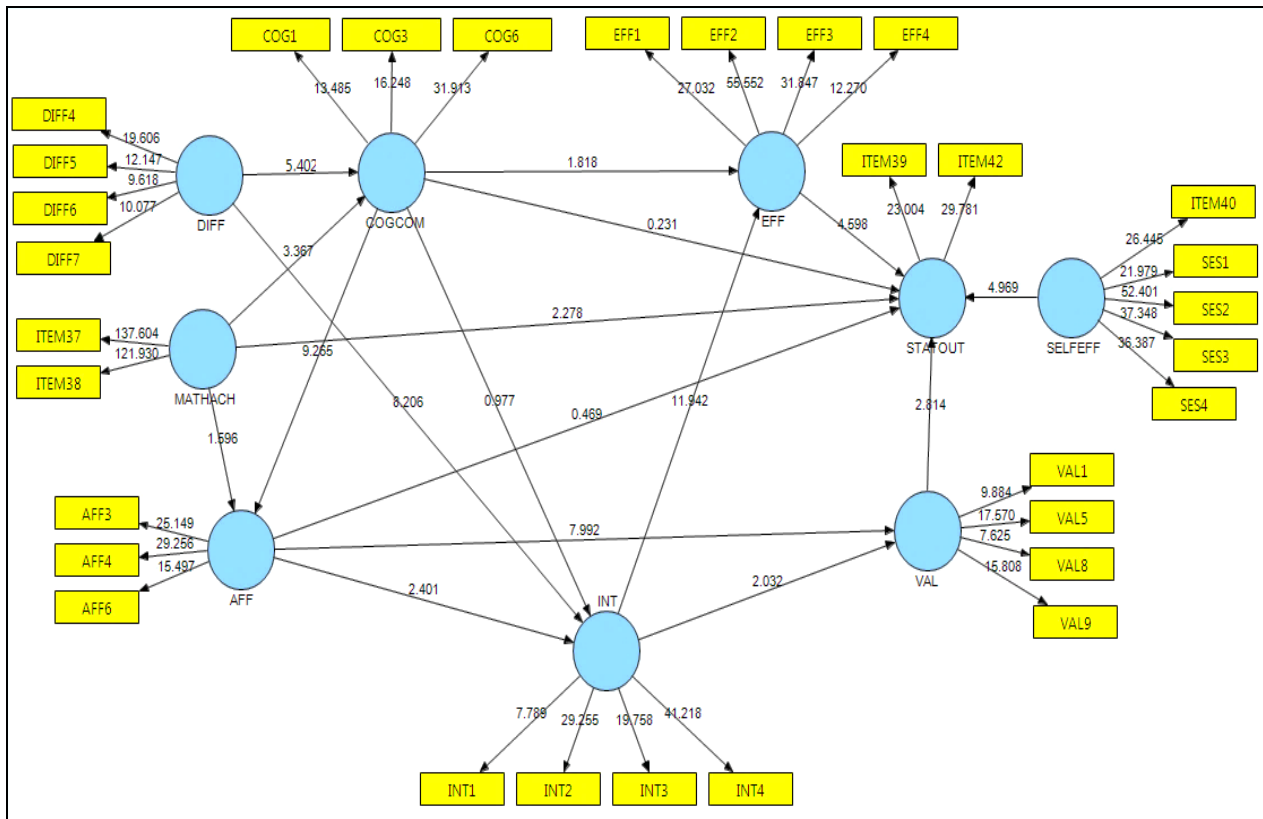 COG1
COG3
COG6
EFF1
EFF2
EFF3
EFF4
13.485
16.248
31.913
27.032
55.552
31.847
12.270
DIFF4
DIFF5
DIFF6
DIFF7
19.606
12.147
9.618
10.077
DIFF
5.402
COGCOM
1.818
EFF
ITEM39
ITEM42
23.004
29.781
4.598
0.231
3.367
ITEM40
SES1
SES2
SES3
SES4
26.445
21.979
52.401
37.348
36.387
4.969
STATOUT
SELFEFF
ITEM37
ITEM38
137.604
121.930
MATHACH
2.278
9.265
8.206
0.977
0.469
11.942
2.814
1.596
AFF3
AFF4
AFF6
25.149
29.256
15.497
AFF
7.992
2.401
2.032
VAL
VAL1
VAL5
VAL8
VAL9
9.884
17.570
7.625
15.808
INT
7.789
29.255
19.758
41.218
INT1
INT2
INT3
INT4